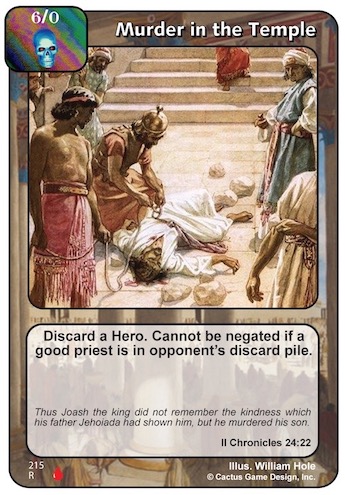 6/0
Murder in the Temple
Discard a Hero. Cannot be negated if a
good priest is in opponent's discard pile.
Thus Joash the king did not remember the kindness which
his father Jehoiada had shown him, but he murdered his son.
II Chronicles 24:22
215
R
Illus. William Hole
© Cactus Game Design, Inc.